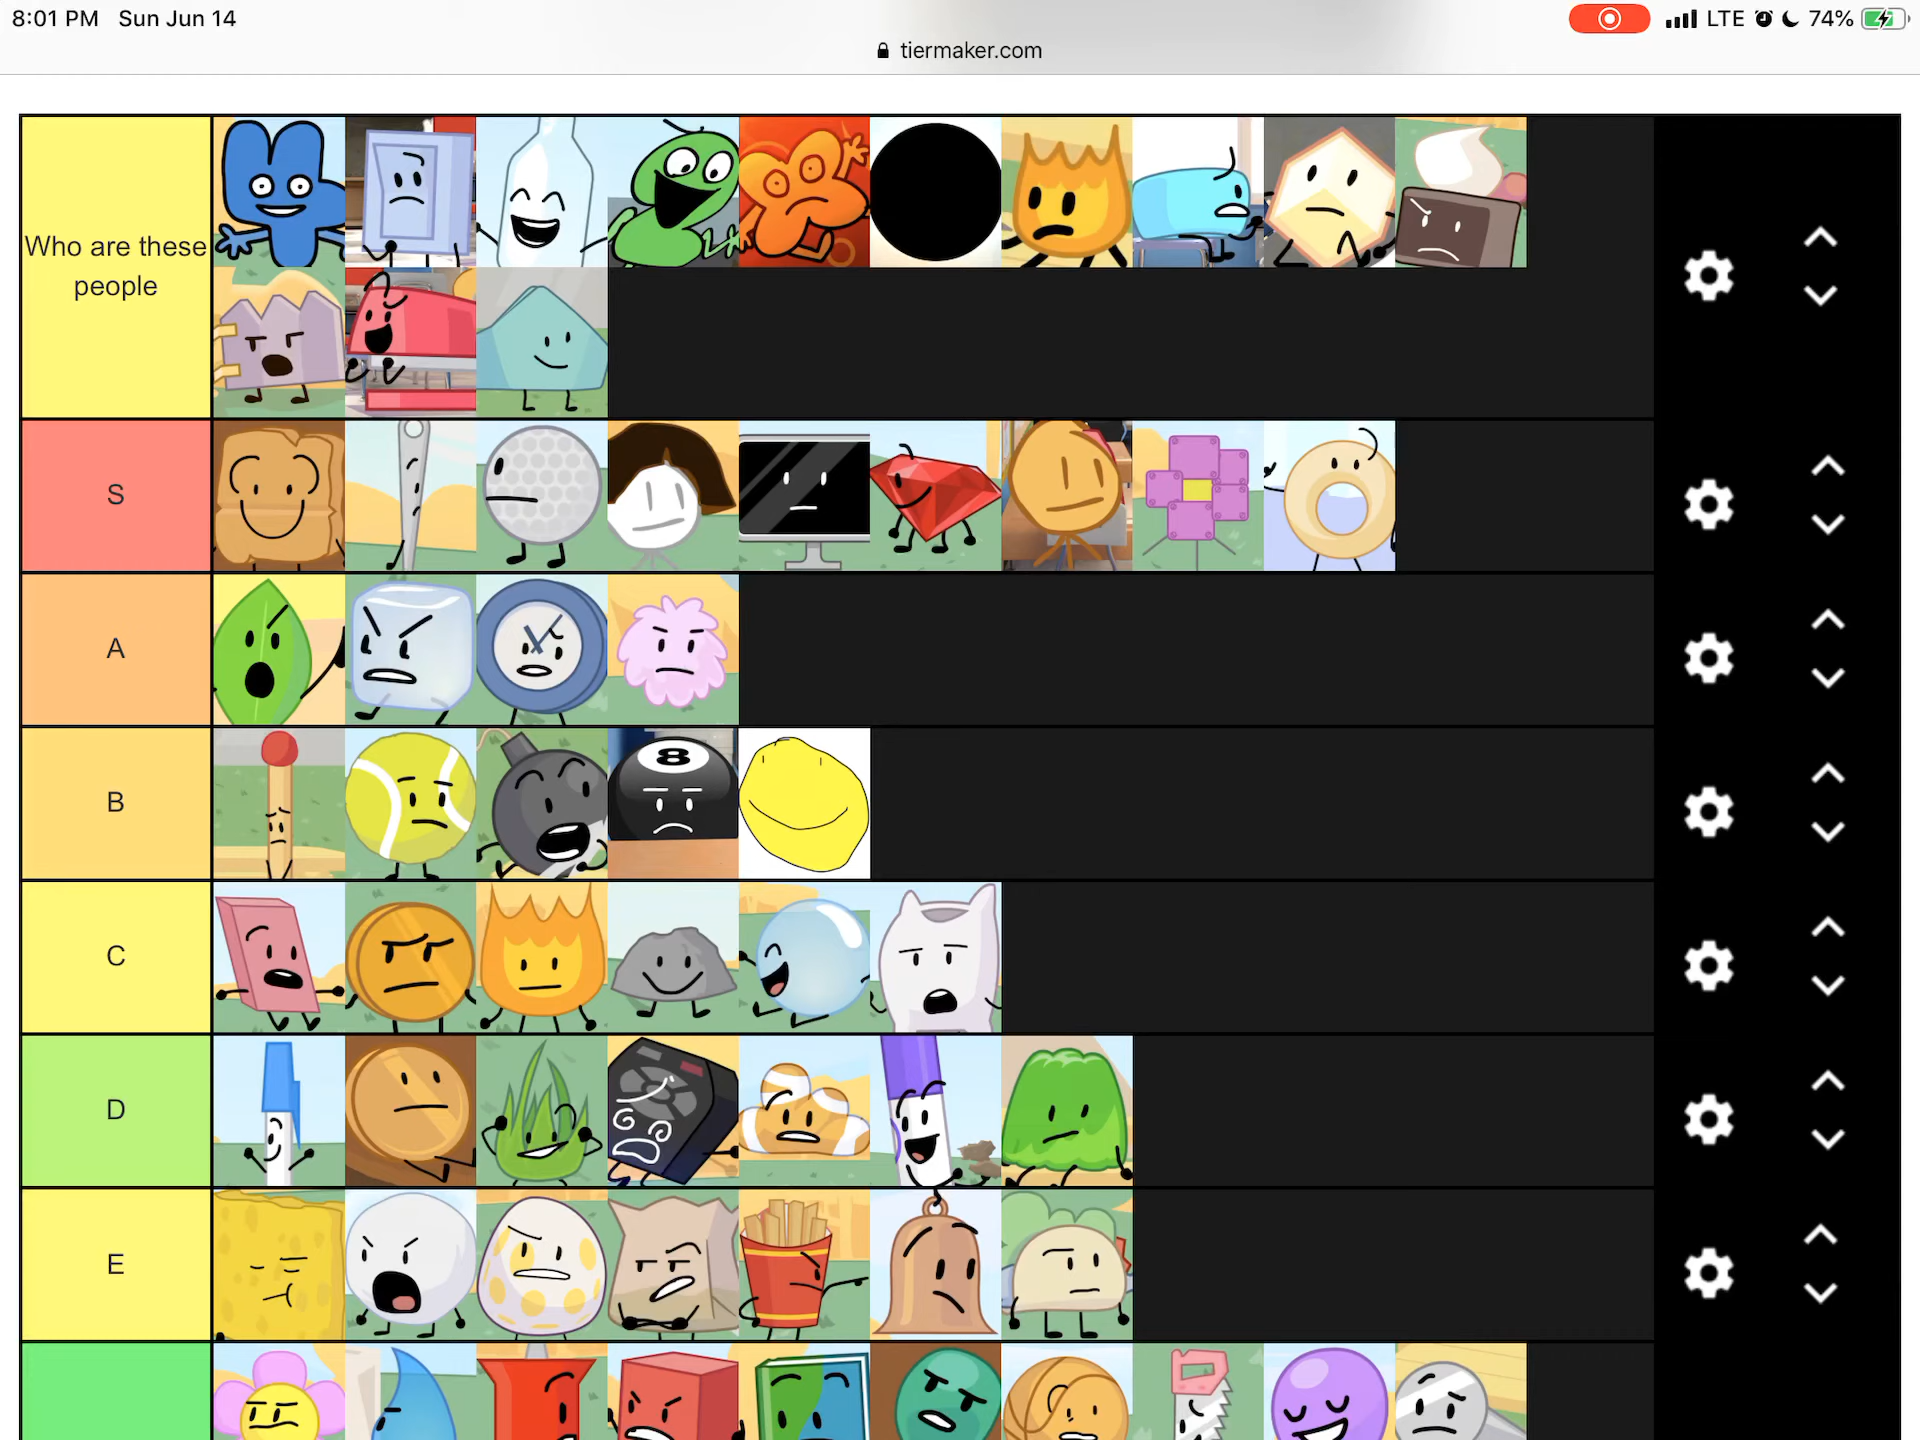 8:01 PM Sun Jun 14
LTE 74%
tiermaker.com
Who are these
people
S
A
B
8
C
D
E